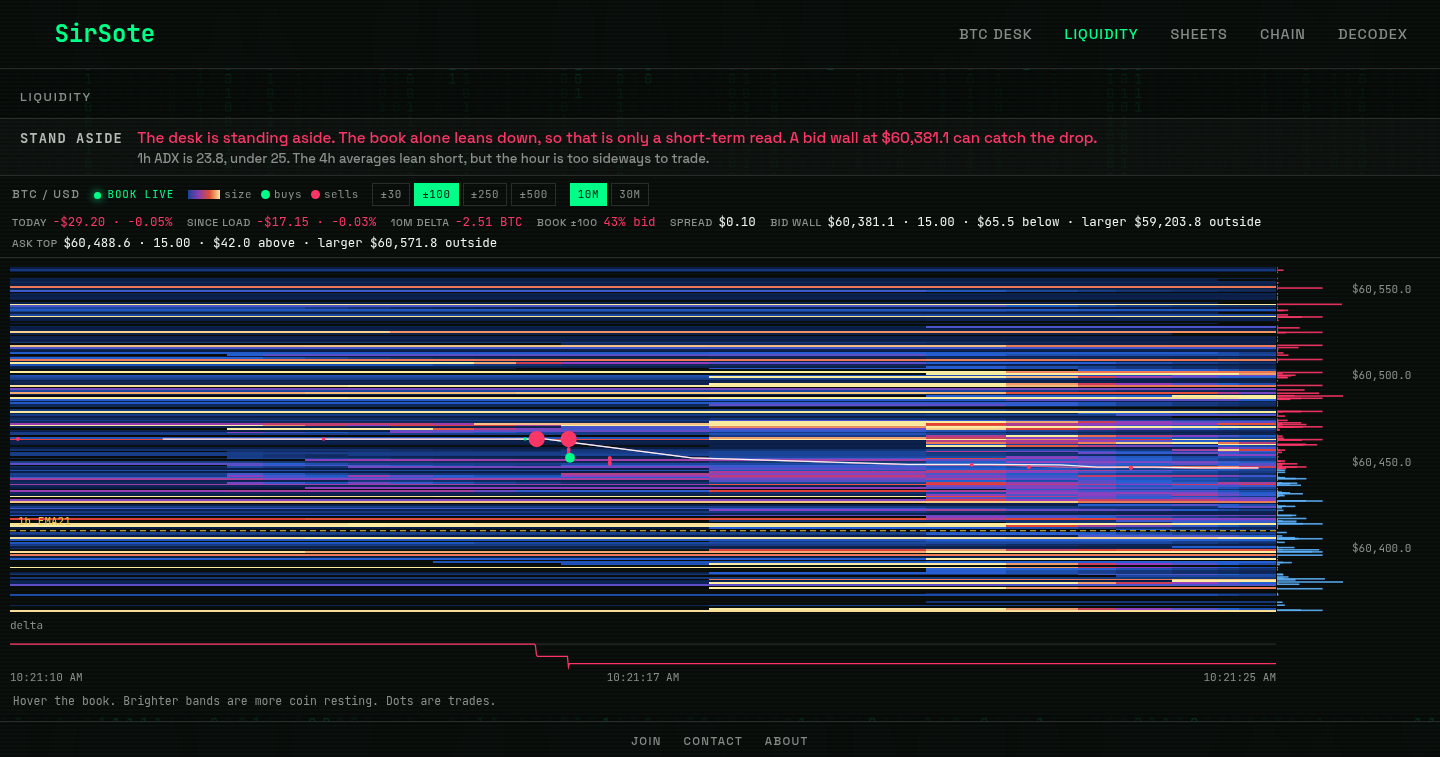 SirSote
BTC DESK LIQUIDITY SHEETS CHAIN DECODEX
LIQUIDITY
STAND ASIDE The desk is standing aside. The book alone leans down, so that is only a short-term read. A bid wall at $60,381.1 can catch the drop.
1h ADX is 23.8, under 25. The 4h averages lean short, but the hour is too sideways to trade.
BTC / USD BOOK LIVE size buys sells ±30 ±100 ±250 ±500 10M 30M
TODAY -$29.20 · -0.05% SINCE LOAD -$17.15 · -0.03% 10M DELTA -2.51 BTC BOOK ±100 43% bid SPREAD $0.10 BID WALL $60,381.1 · 15.00 · $65.5 below · larger $59,203.8 outside
ASK TOP $60,488.6 · 15.00 · $42.0 above · larger $60,571.8 outside
$60,550.0
$60,500.0
$60,450.0
1h EMA21
$60,400.0
delta
10:21:10 AM 10:21:17 AM 10:21:25 AM
Hover the book. Brighter bands are more coin resting. Dots are trades.
JOIN CONTACT ABOUT